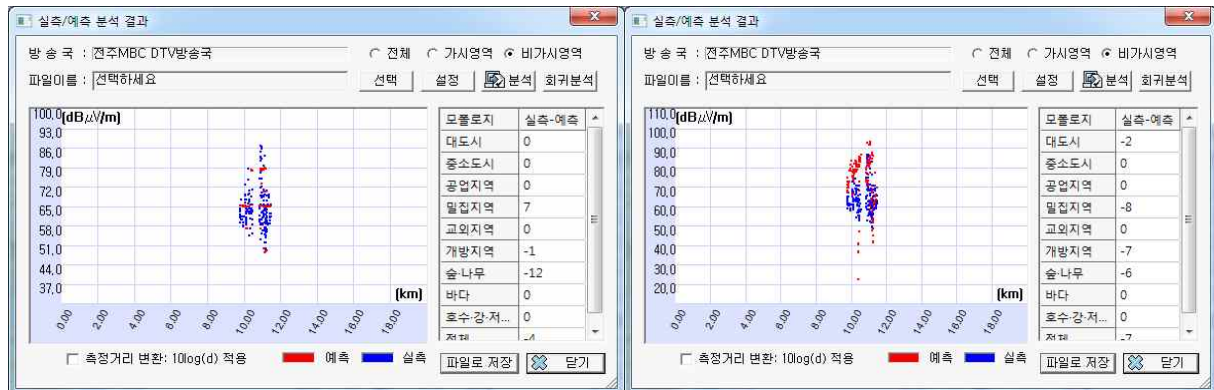 실측/예측 분석 결과
방 송 국 : 전주MBC DTV방송국
전체 가시영역 비가시영역
파일이름 : 선택하세요
선택 설정 분석 회귀분석
100,0 [dBμV/m)
93,0
86,0
79,0
72,0
65,0
58,0
51,0
44,0
37,0
(km)
0,00 2,00 4,00 6,00 8,00 10,00 12,00 14,00 16,00 18,00
모폴로지 실측-예측
대도시 0
중소도시 0
공업지역 0
밀집지역 7
교외지역 0
개방지역 -1
숲·나무 -12
바다 0
호수·강·저... 0
전체 -4
측정거리 변환: 10log(d) 적용
예측 실측
파일로 저장 닫기
실측/예측 분석 결과
방 송 국 : 전주MBC DTV방송국
전체 가시영역 비가시영역
파일이름 : 선택하세요
선택 설정 분석 회귀분석
110,0 [dBμV/m)
100,0
90,0
80,0
70,0
60,0
50,0
40,0
30,0
20,0
(km)
0,00 2,00 4,00 6,00 8,00 10,00 12,00 14,00 16,00 18,00
모폴로지 실측-예측
대도시 -2
중소도시 0
공업지역 0
밀집지역 -8
교외지역 0
개방지역 -7
숲·나무 -6
바다 0
호수·강·저... 0
전체 -7
측정거리 변환: 10log(d) 적용
예측 실측
파일로 저장 닫기